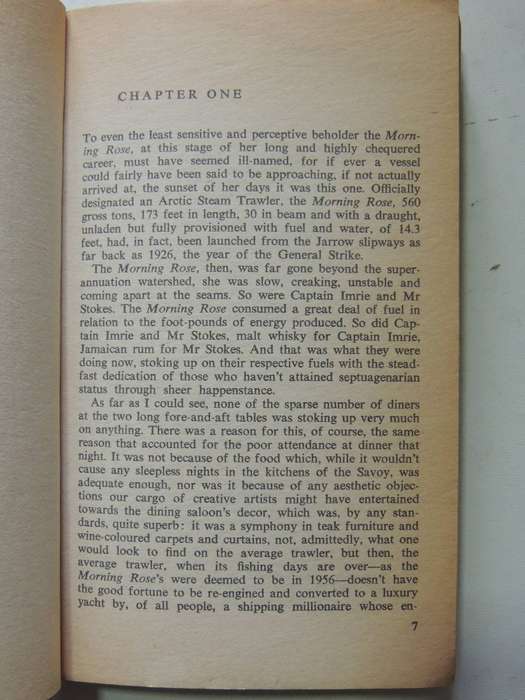 CHAPTER ONE
To even the least sensitive and perceptive beholder the Morn-
ing Rose, at this stage of her long and highly chequered
career, must have seemed ill-named, for if ever a vessel
could fairly have been said to be approaching, if not actually
arrived at, the sunset of her days it was this one. Officially
designated an Arctic Steam Trawler, the Morning Rose, 560
gross tons, 173 feet in length, 30 in beam and with a draught,
unladen but fully provisioned with fuel and water, of 14.3
feet, had, in fact, been launched from the Jarrow slipways as
far back as 1926, the year of the General Strike.
The Morning Rose, then, was far gone beyond the super-
annuation watershed, she was slow, creaking, unstable and
coming apart at the seams. So were Captain Imrie and Mr
Stokes. The Morning Rose consumed a great deal of fuel in
relation to the foot-pounds of energy produced. So did Cap-
tain Imrie and Mr Stokes, malt whisky for Captain Imrie,
Jamaican rum for Mr Stokes. And that was what they were
doing now, stoking up on their respective fuels with the stead-
fast dedication of those who haven't attained septuagenarian
status through sheer happenstance.
As far as I could see, none of the sparse number of diners
at the two long fore-and-aft tables was stoking up very much
on anything. There was a reason for this, of course, the same
reason that accounted for the poor attendance at dinner that
night. It was not because of the food which, while it wouldn't
cause any sleepless nights in the kitchens of the Savoy, was
adequate enough, nor was it because of any aesthetic objec-
tions our cargo of creative artists might have entertained
towards the dining saloon's decor, which was, by any stan-
dards, quite superb: it was a symphony in teak furniture and
wine-coloured carpets and curtains, not, admittedly, what one
would look to find on the average trawler, but then, the
average trawler, when its fishing days are over—as the
Morning Rose's were deemed to be in 1956—doesn't have
the good fortune to be re-engined and converted to a luxury
yacht by, of all people, a shipping millionaire whose en-
7